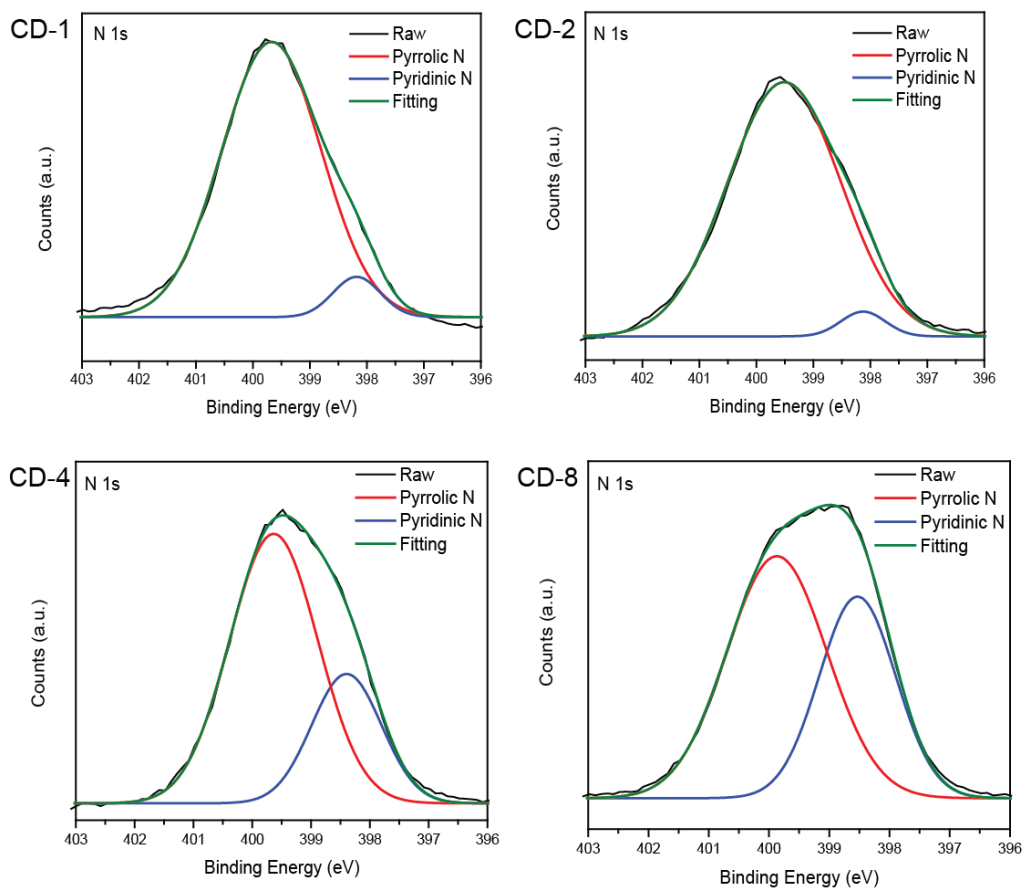 CD-1
N 1s
Raw
Pyrrolic N
Pyridinic N
Fitting
Counts (a.u.)
403 402 401 400 399 398 397 396
Binding Energy (eV)
CD-2
N 1s
Raw
Pyrrolic N
Pyridinic N
Fitting
Counts (a.u.)
403 402 401 400 399 398 397 396
Binding Energy (eV)
CD-4
N 1s
Raw
Pyrrolic N
Pyridinic N
Fitting
Counts (a.u.)
403 402 401 400 399 398 397 396
Binding Energy (eV)
CD-8
N 1s
Raw
Pyrrolic N
Pyridinic N
Fitting
Counts (a.u.)
403 402 401 400 399 398 397 396
Binding Energy (eV)